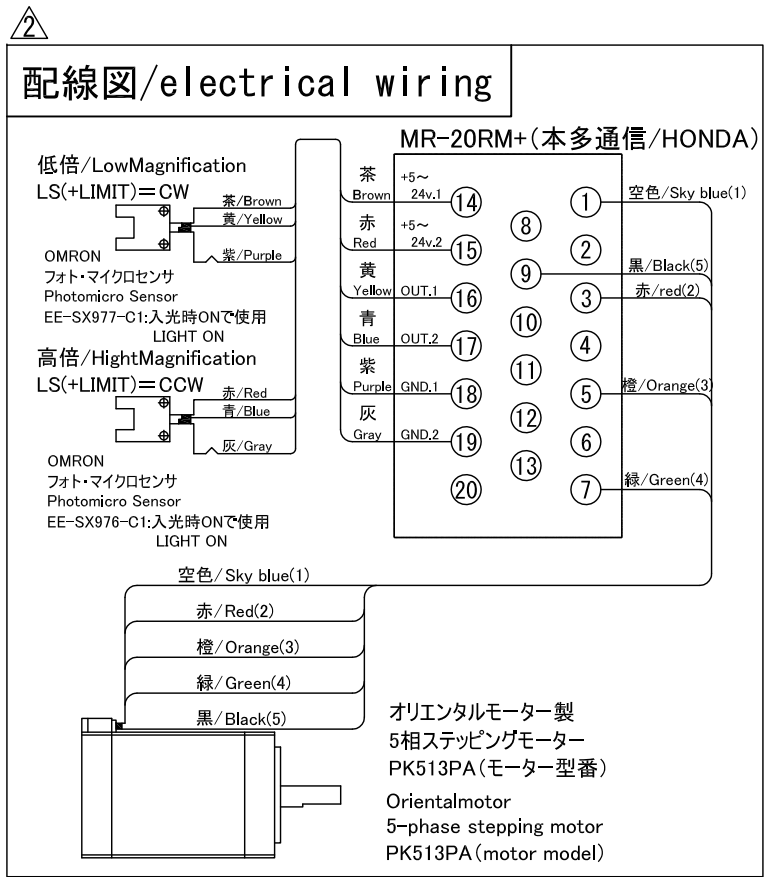 2
配線図/electrical wiring
MR-20RM+(本多通信/HONDA)
低倍/LowMagnification
LS(+LIMIT)=CW
茶/Brown
黄/Yellow
紫/Purple
OMRON
フォト・マイクロセンサ
Photomicro Sensor
EE-SX977-C1:入光時ONで使用
LIGHT ON
高倍/HightMagnification
LS(+LIMIT)=CCW
赤/Red
青/Blue
灰/Gray
OMRON
フォト・マイクロセンサ
Photomicro Sensor
EE-SX976-C1:入光時ONで使用
LIGHT ON
茶
Brown
+5~
24v.1
14
赤
Red
+5~
24v.2
15
黄
Yellow OUT.1 16
青
Blue OUT.2 17
紫
Purple GND.1 18
灰
Gray GND.2 19
20
8
9
10
11
12
13
1
2
3
4
5
6
7
空色/Sky blue(1)
黒/Black(5)
赤/red(2)
橙/Orange(3)
緑/Green(4)
空色/Sky blue(1)
赤/Red(2)
橙/Orange(3)
緑/Green(4)
黒/Black(5)
オリエンタルモーター製
5相ステッピングモーター
PK513PA(モーター型番)
Orientalmotor
5-phase stepping motor
PK513PA(motor model)